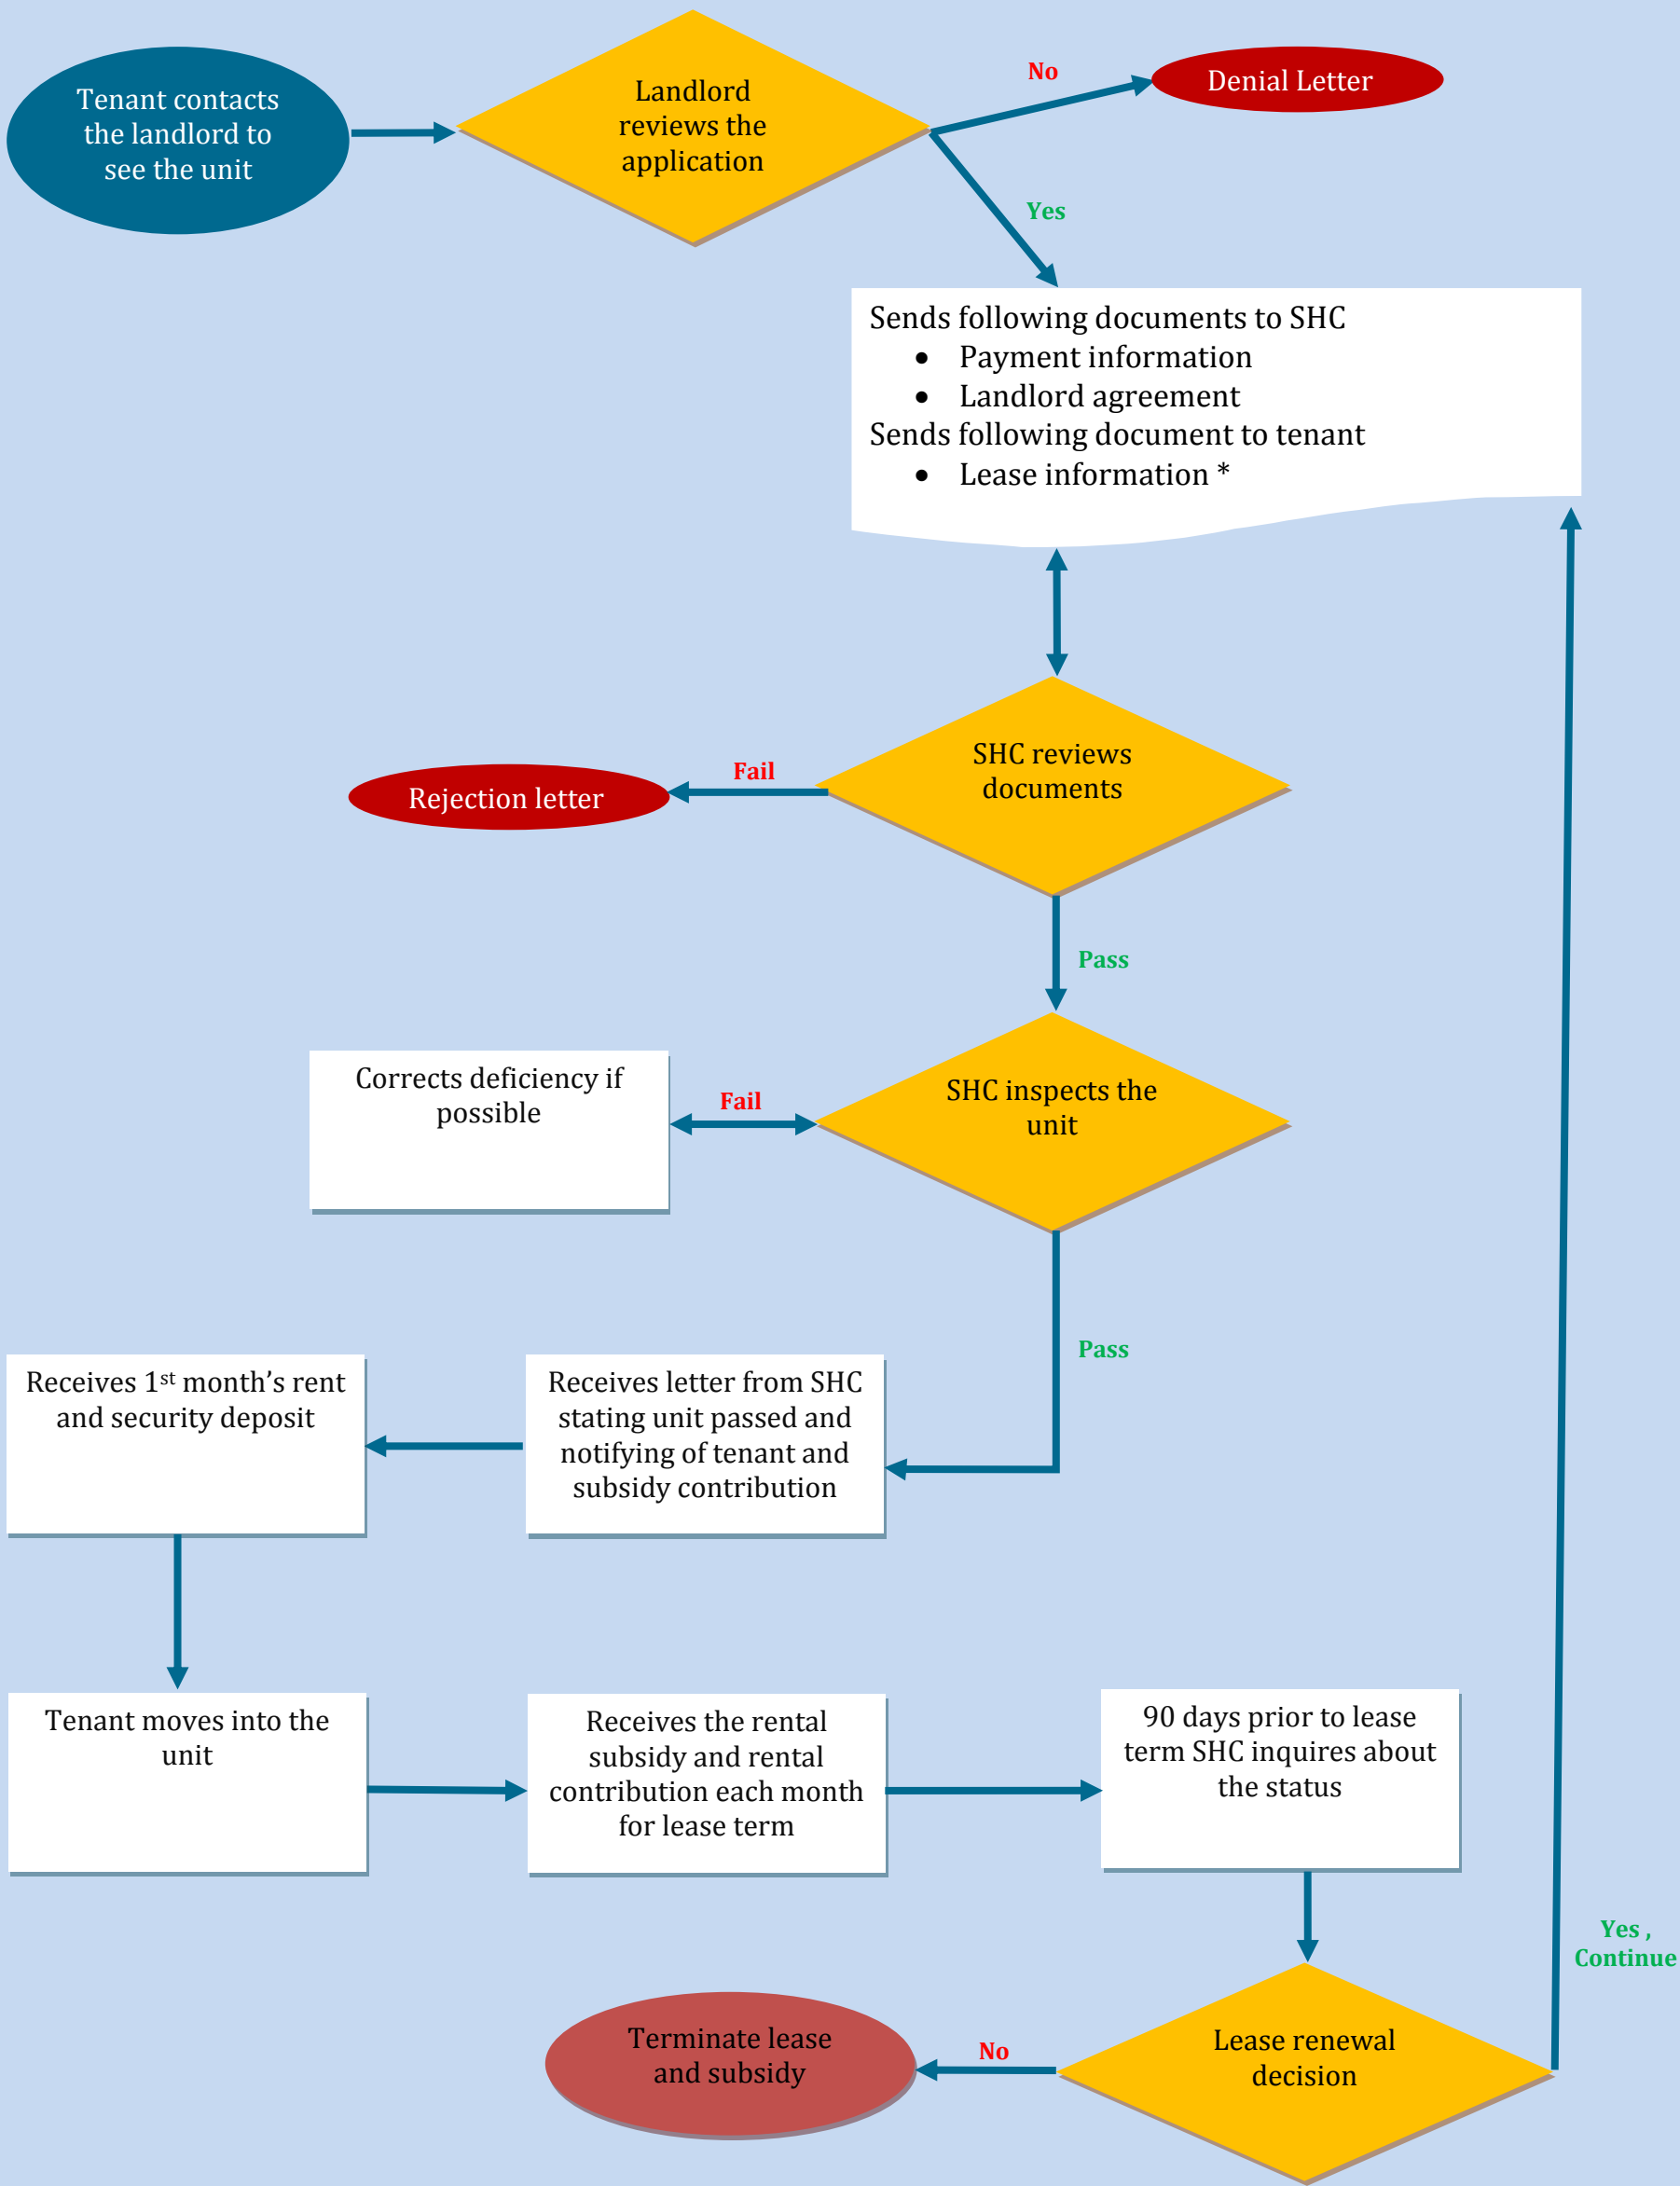 Tenant contacts
the landlord to
see the unit
Landlord
reviews the
application
No
Denial Letter
Yes
Sends following documents to SHC
• Payment information
• Landlord agreement
Sends following document to tenant
• Lease information *
SHC reviews
documents
Fail
Rejection letter
Pass
SHC inspects the
unit
Fail
Corrects deficiency if
possible
Pass
Receives letter from SHC
stating unit passed and
notifying of tenant and
subsidy contribution
Receives 1st month’s rent
and security deposit
Tenant moves into the
unit
Receives the rental
subsidy and rental
contribution each month
for lease term
90 days prior to lease
term SHC inquires about
the status
Lease renewal
decision
No
Terminate lease
and subsidy
Yes ,
Continue